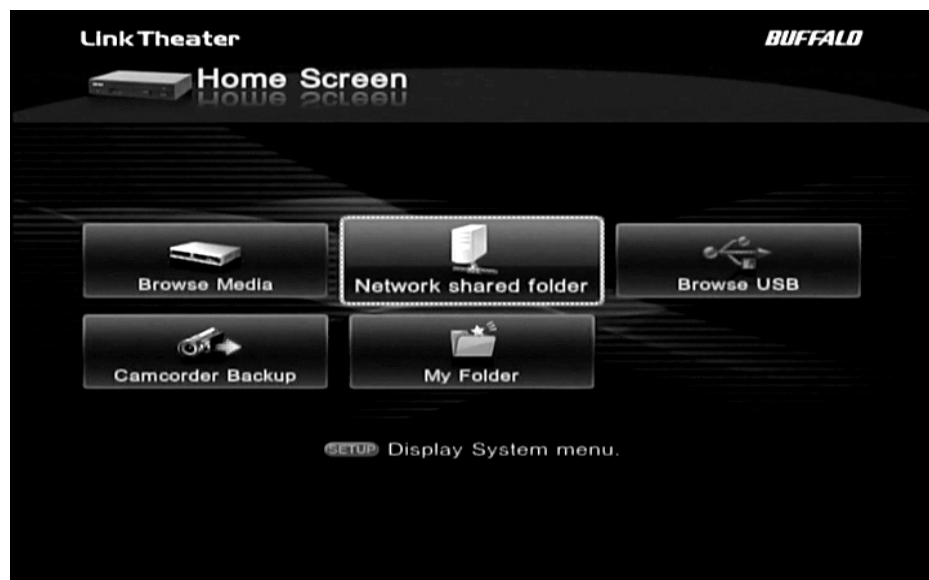 LinkTheater
BUFFALO
Home Screen
Browse Media
Network shared folder
Browse USB
Camcorder Backup
My Folder
SETUP Display System menu.